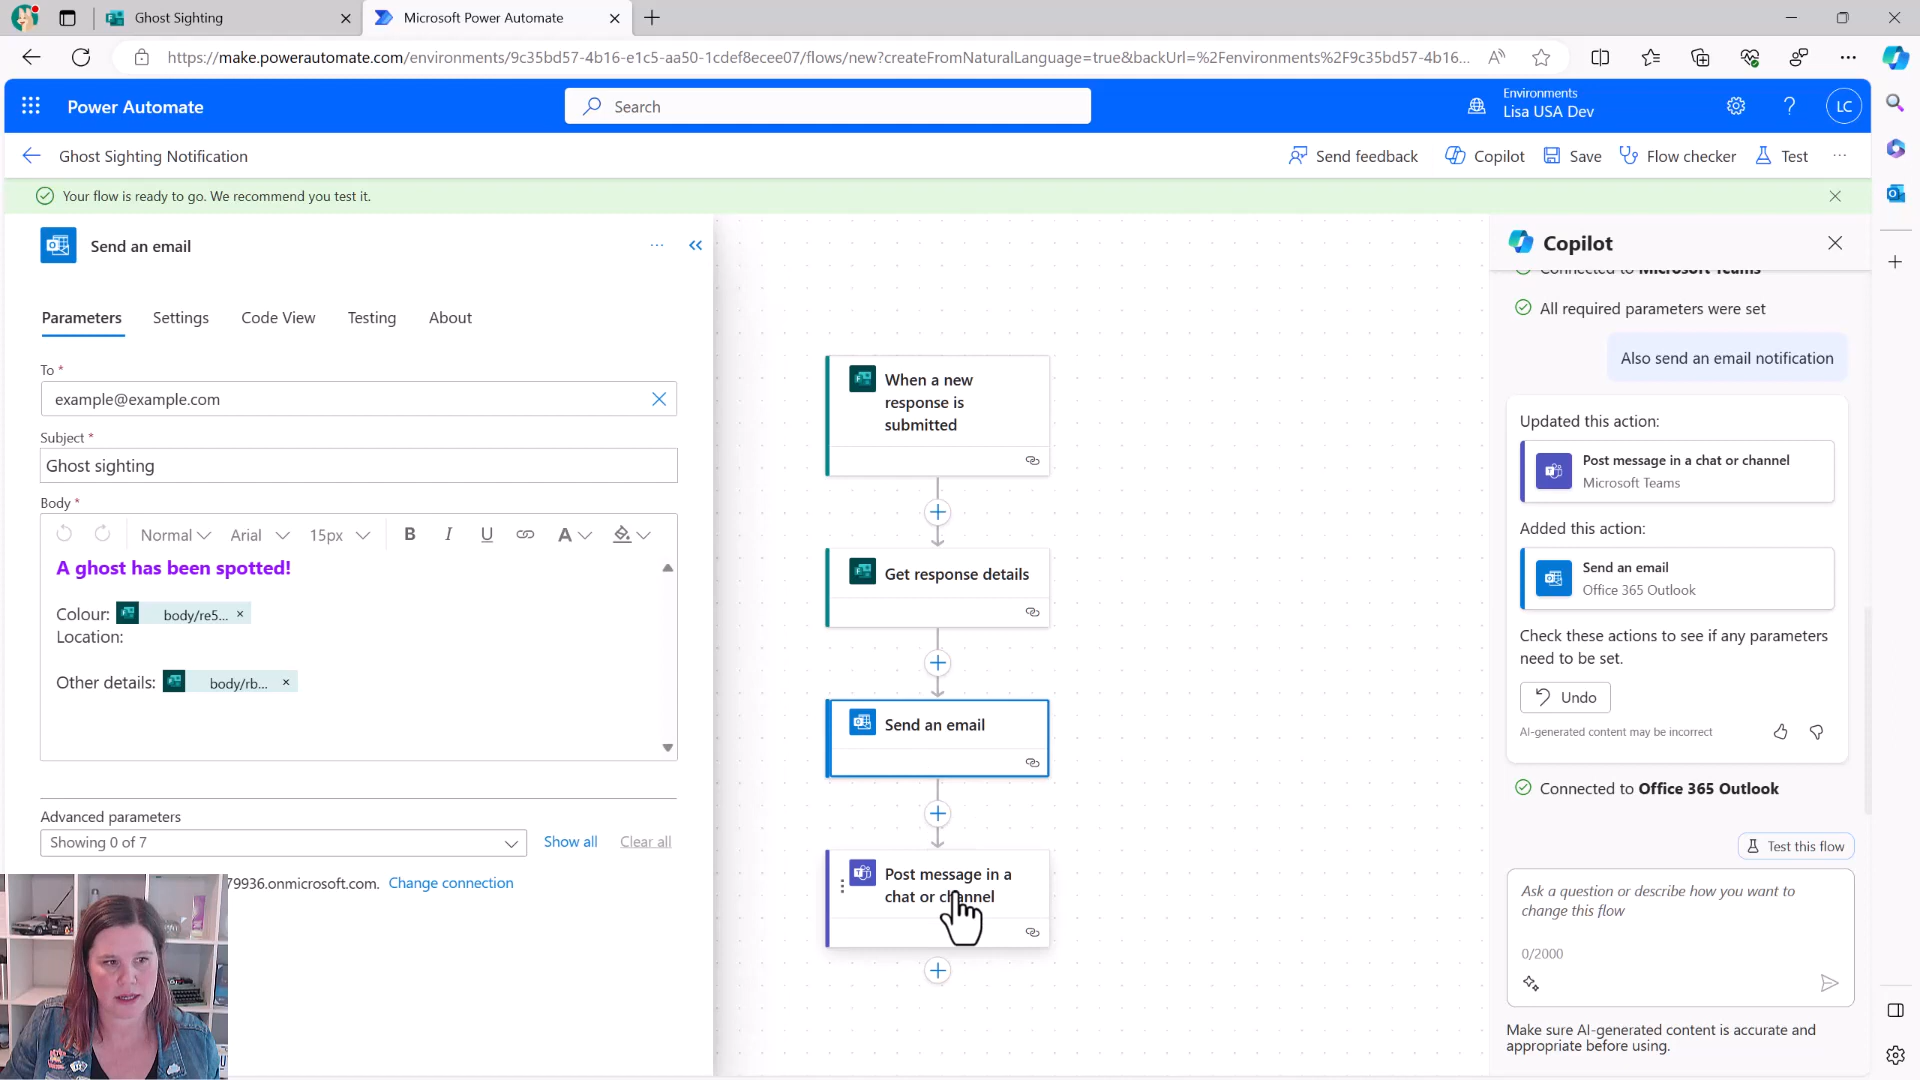 Ghost Sighting
Microsoft Power Automate
https://make.powerautomate.com/environments/9c35bd57-4b16-e1c5-aa50-1cdef8ecee07/flows/new?createFromNaturalLanguage=true&backUrl=%2Fenvironments%2F9c35bd57-4b16...
Power Automate
Search
Environments
Lisa USA Dev
LC
Ghost Sighting Notification
Send feedback
Copilot
Save
Flow checker
Test
Your flow is ready to go. We recommend you test it.
Send an email
Parameters
Settings
Code View
Testing
About
To *
example@example.com
Subject *
Ghost sighting
Body *
Normal
Arial
15px
B
I
U
A
A ghost has been spotted!
Colour: body/re5... ×
Location:
Other details: body/rb... ×
Advanced parameters
Showing 0 of 7
Show all
Clear all
79936.onmicrosoft.com. Change connection
When a new
response is
submitted
Get response details
Send an email
Post message in a
chat or channel
Copilot
Connected to Microsoft Teams
All required parameters were set
Also send an email notification
Updated this action:
Post message in a chat or channel
Microsoft Teams
Added this action:
Send an email
Office 365 Outlook
Check these actions to see if any parameters
need to be set.
Undo
AI-generated content may be incorrect
Connected to Office 365 Outlook
Test this flow
Ask a question or describe how you want to
change this flow
0/2000
Make sure AI-generated content is accurate and
appropriate before using.